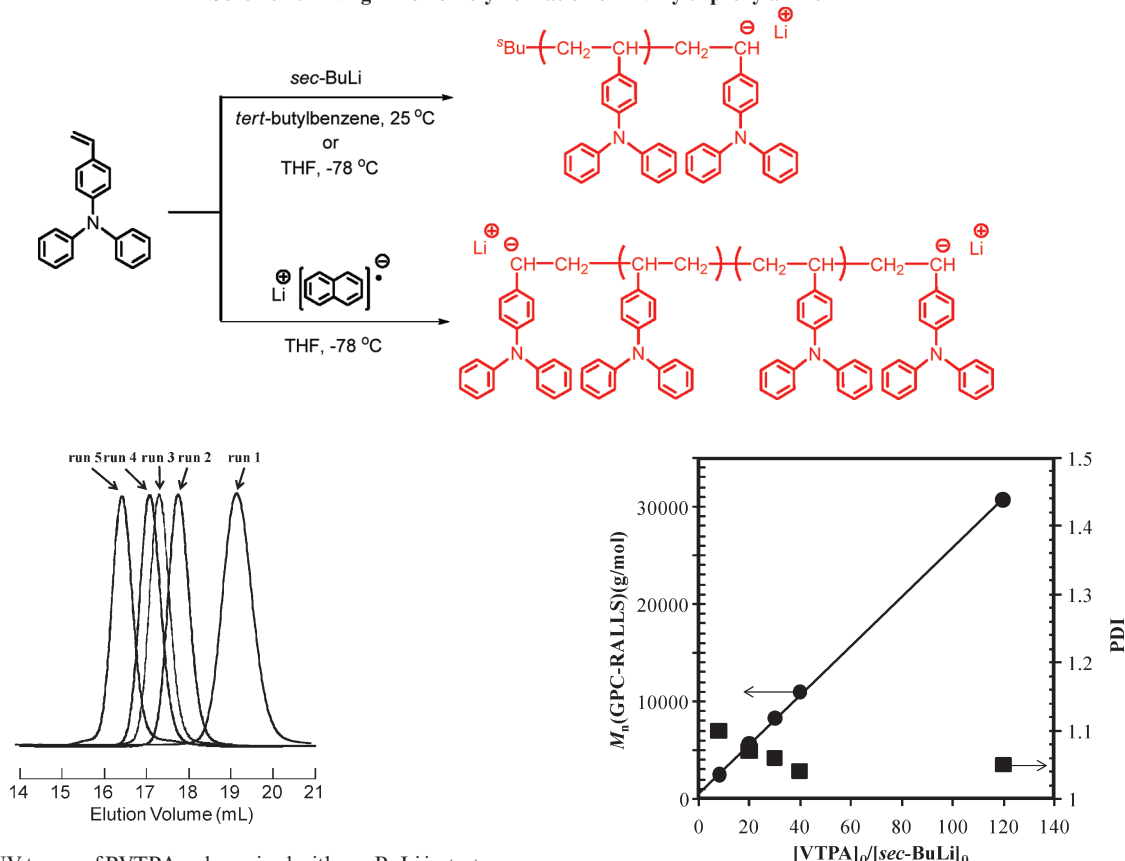 sec-BuLi
tert-butylbenzene, 25 °C
or
THF, -78 °C
N
ˢBu
CH₂
CH
CH₂
CH
⊖
⊕
Li
N
N
Li
⊕
⊖
•
THF, -78 °C
Li
⊕
⊖
CH
CH₂
CH
CH₂
CH₂
CH
CH₂
CH
⊖
⊕
Li
N
N
N
N
run 5 run 4 run 3 run 2 run 1
14 15 16 17 18 19 20 21
Elution Volume (mL)
Mₙ(GPC-RALLS)(g/mol)
30000
20000
10000
0
1.5
1.4
1.3
1.2
1.1
1
PDI
0 20 40 60 80 100 120 140
[VTPA]₀/[sec-BuLi]₀